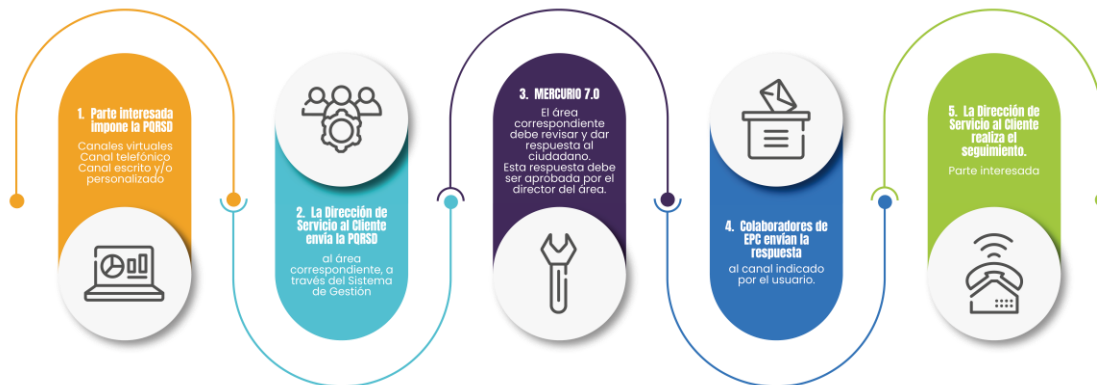 1. Parte interesada
impone la PQRSD
Canales virtuales
Canal telefónico
Canal escrito y/o
personalizado
2. La Dirección de
Servicio al Cliente
envía la PQRSD
al área
correspondiente, a
través del Sistema
de Gestión
3. MERCURIO 7.0
El área
correspondiente
debe revisar y dar
respuesta al
ciudadano.
Esta respuesta debe
ser aprobada por el
director del área.
4. Colaboradores de
EPC envían la
respuesta
al canal indicado
por el usuario.
5. La Dirección de
Servicio al Cliente
realiza el
seguimiento.
Parte interesada